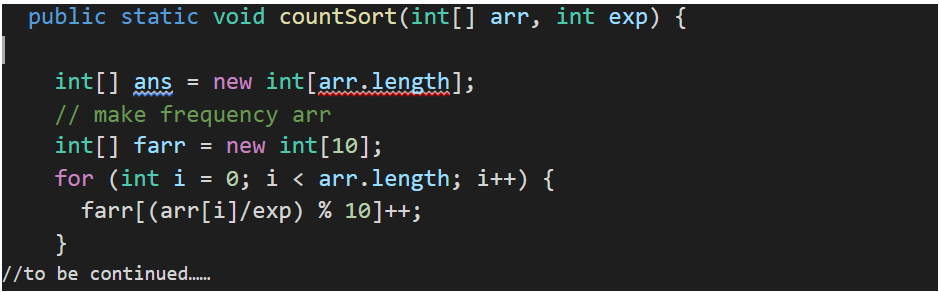 public static void countSort(int[] arr, int exp) {
int[] ans = new int[arr.length];
// make frequency arr
int[] farr = new int[10];
for (int i = 0; i < arr.length; i++) {
farr[(arr[i]/exp) % 10]++;
}
//to be continued……